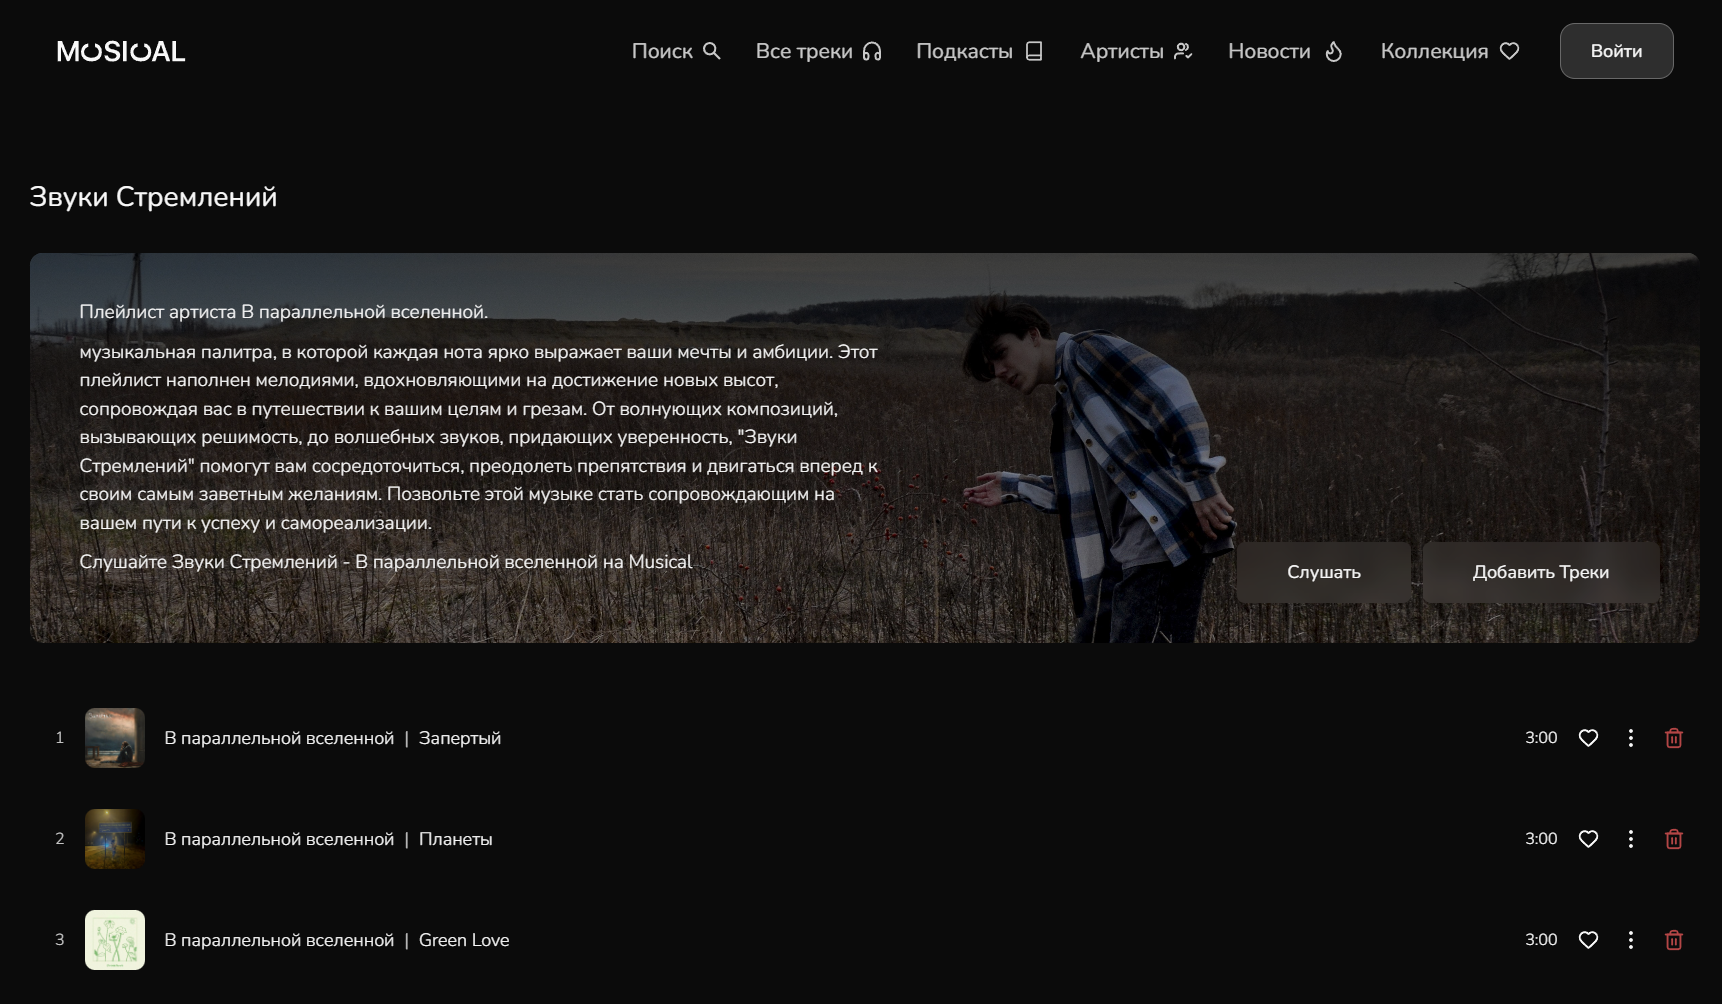 MUSICAL
Поиск
Все треки
Подкасты
Артисты
Новости
Коллекция
Войти
Звуки Стремлений
Плейлист артиста В параллельной вселенной.
музыкальная палитра, в которой каждая нота ярко выражает ваши мечты и амбиции. Этот
плейлист наполнен мелодиями, вдохновляющими на достижение новых высот,
сопровождая вас в путешествии к вашим целям и грезам. От волнующих композиций,
вызывающих решимость, до волшебных звуков, придающих уверенность, "Звуки
Стремлений" помогут вам сосредоточиться, преодолеть препятствия и двигаться вперед к
своим самым заветным желаниям. Позвольте этой музыке стать сопровождающим на
вашем пути к успеху и самореализации.
Слушайте Звуки Стремлений - В параллельной вселенной на Musical
Слушать
Добавить Треки
1 В параллельной вселенной | Запертый 3:00
2 В параллельной вселенной | Планеты 3:00
3 В параллельной вселенной | Green Love 3:00